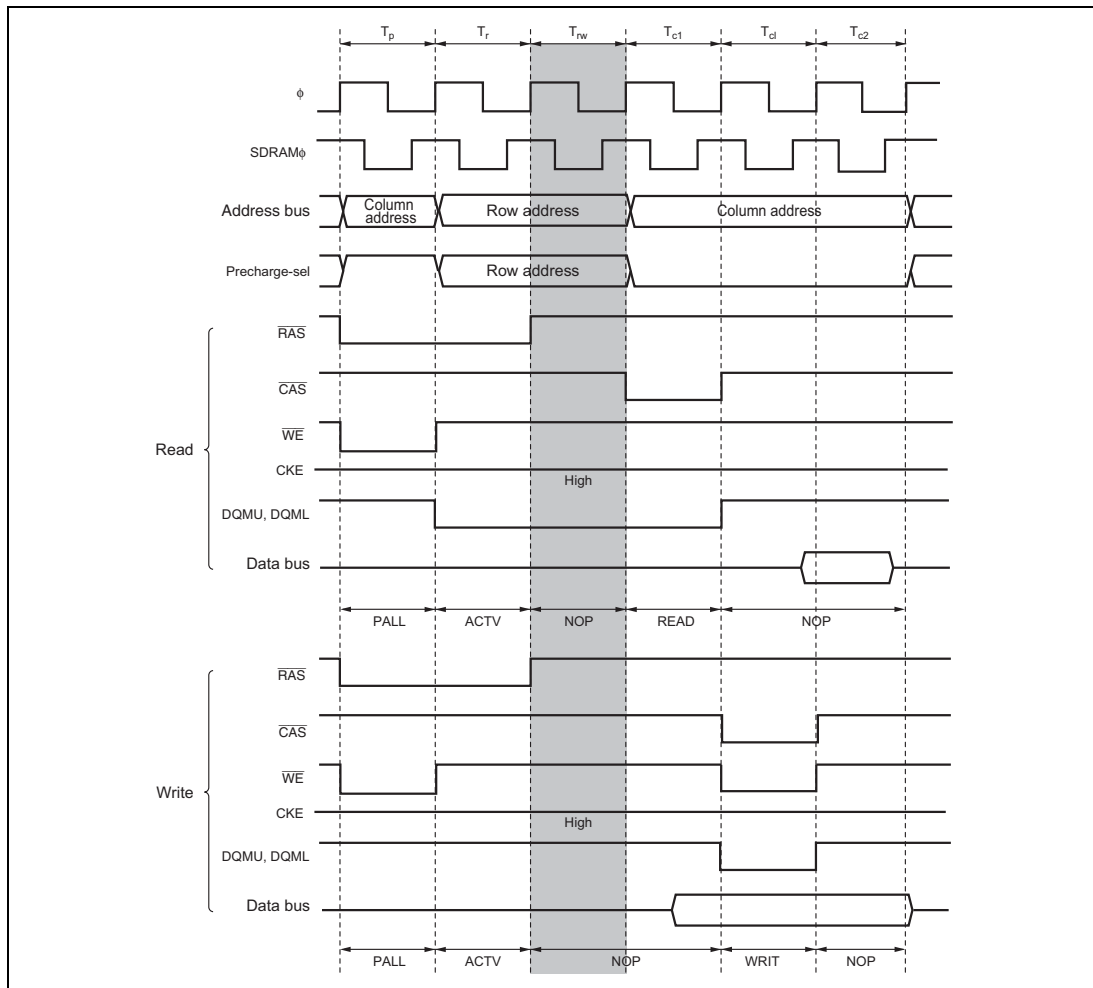 Tp Tr Trw Tc1 Tcl Tc2
ϕ
SDRAMϕ
Address bus Column address Row address Column address
Precharge-sel Row address
Read
RAS
CAS
WE
CKE High
DQMU, DQML
Data bus
PALL ACTV NOP READ NOP
Write
RAS
CAS
WE
CKE High
DQMU, DQML
Data bus
PALL ACTV NOP WRIT NOP